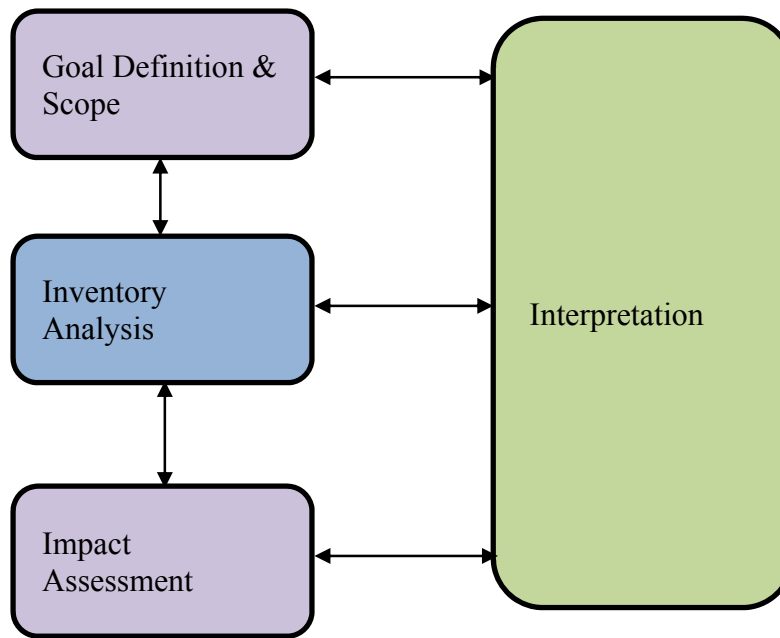 Goal Definition &
Scope
Inventory
Analysis
Interpretation
Impact
Assessment